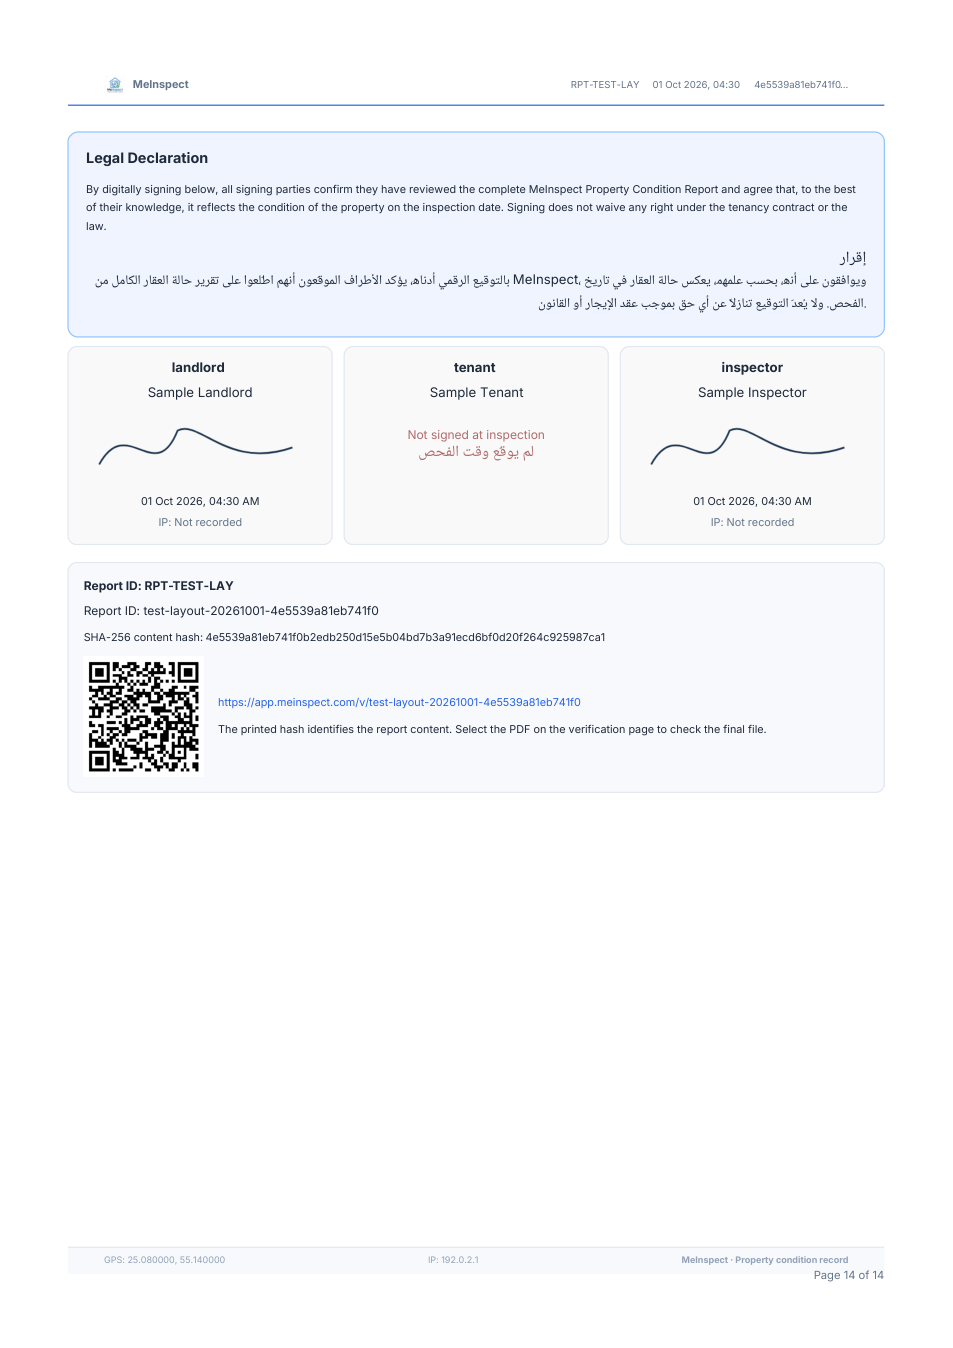 MeInspect
RPT-TEST-LAY 01 Oct 2026, 04:30 4e5539a81eb741f0...
Legal Declaration
By digitally signing below, all signing parties confirm they have reviewed the complete MeInspect Property Condition Report and agree that, to the best
of their knowledge, it reflects the condition of the property on the inspection date. Signing does not waive any right under the tenancy contract or the
law.
إقرار
ويوافقون على أنه، بحسب علمهم، يعكس حالة العقار في تاريخ MeInspect, بالتوقيع الرقمي أدناه، يؤكد الأطراف الموقعون أنهم اطلعوا على تقرير حالة العقار الكامل من
.الفحص. ولا يُعدّ التوقيع تنازلاً عن أي حق بموجب عقد الإيجار أو القانون
landlord
Sample Landlord
01 Oct 2026, 04:30 AM
IP: Not recorded
tenant
Sample Tenant
Not signed at inspection
لم يوقع وقت الفحص
inspector
Sample Inspector
01 Oct 2026, 04:30 AM
IP: Not recorded
Report ID: RPT-TEST-LAY
Report ID: test-layout-20261001-4e5539a81eb741f0
SHA-256 content hash: 4e5539a81eb741f0b2edb250d15e5b04bd7b3a91ecd6bf0d20f264c925987ca1
https://app.meinspect.com/v/test-layout-20261001-4e5539a81eb741f0
The printed hash identifies the report content. Select the PDF on the verification page to check the final file.
GPS: 25.080000, 55.140000 IP: 192.0.2.1 MeInspect · Property condition record
Page 14 of 14